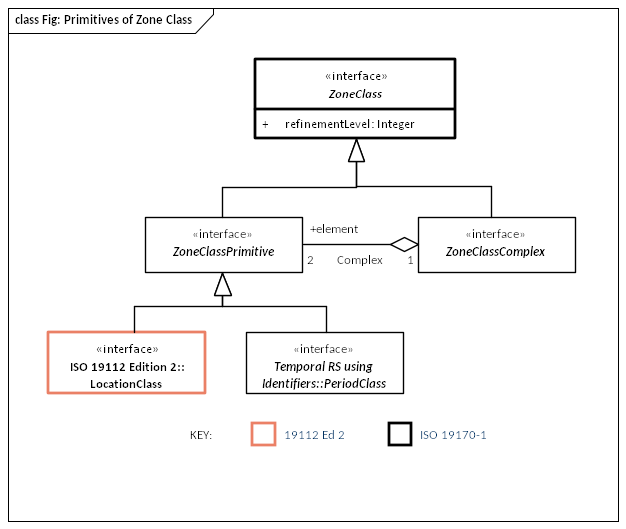 class Fig: Primitives of Zone Class
«interface»
ZoneClass
+ refinementLevel: Integer
«interface»
ZoneClassPrimitive
+element
2 Complex 1
«interface»
ZoneClassComplex
«interface»
ISO 19112 Edition 2::
LocationClass
«interface»
Temporal RS using
Identifiers::PeriodClass
KEY: 19112 Ed 2 ISO 19170-1